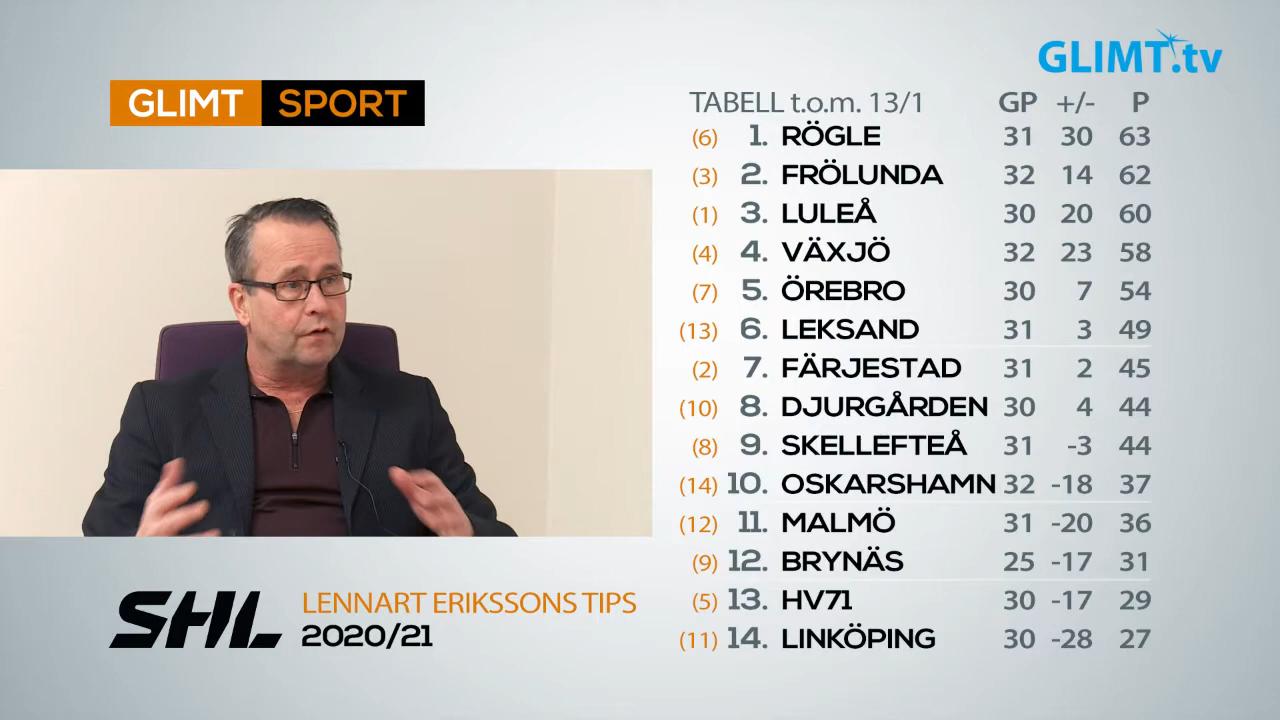 GLIMT.tv
GLIMT SPORT
TABELL t.o.m. 13/1 GP +/- P
(6) 1. RÖGLE 31 30 63
(3) 2. FRÖLUNDA 32 14 62
(1) 3. LULEÅ 30 20 60
(4) 4. VÄXJÖ 32 23 58
(7) 5. ÖREBRO 30 7 54
(13) 6. LEKSAND 31 3 49
(2) 7. FÄRJESTAD 31 2 45
(10) 8. DJURGÅRDEN 30 4 44
(8) 9. SKELLEFTEÅ 31 -3 44
(14) 10. OSKARSHAMN 32 -18 37
(12) 11. MALMÖ 31 -20 36
(9) 12. BRYNÄS 25 -17 31
(5) 13. HV71 30 -17 29
(11) 14. LINKÖPING 30 -28 27
SHL LENNART ERIKSSONS TIPS
2020/21